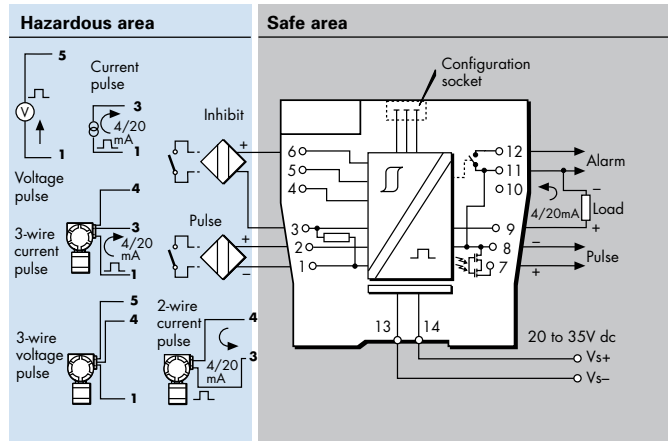 Hazardous area
Safe area
5
V
1
Voltage
pulse
Current
pulse
3
4/20
mA
1
Inhibit
+
Configuration
socket
6
5
4
3
2
1
12
11
10
9
8
7
Alarm
4/20mA
–
Load
+
–
Pulse
+
4
3-wire
current
pulse
3
4/20
mA
1
Pulse
+
–
5
4
3-wire
voltage
pulse
1
2-wire
current
pulse
4
4/20
mA
3
13
14
20 to 35V dc
Vs+
Vs–